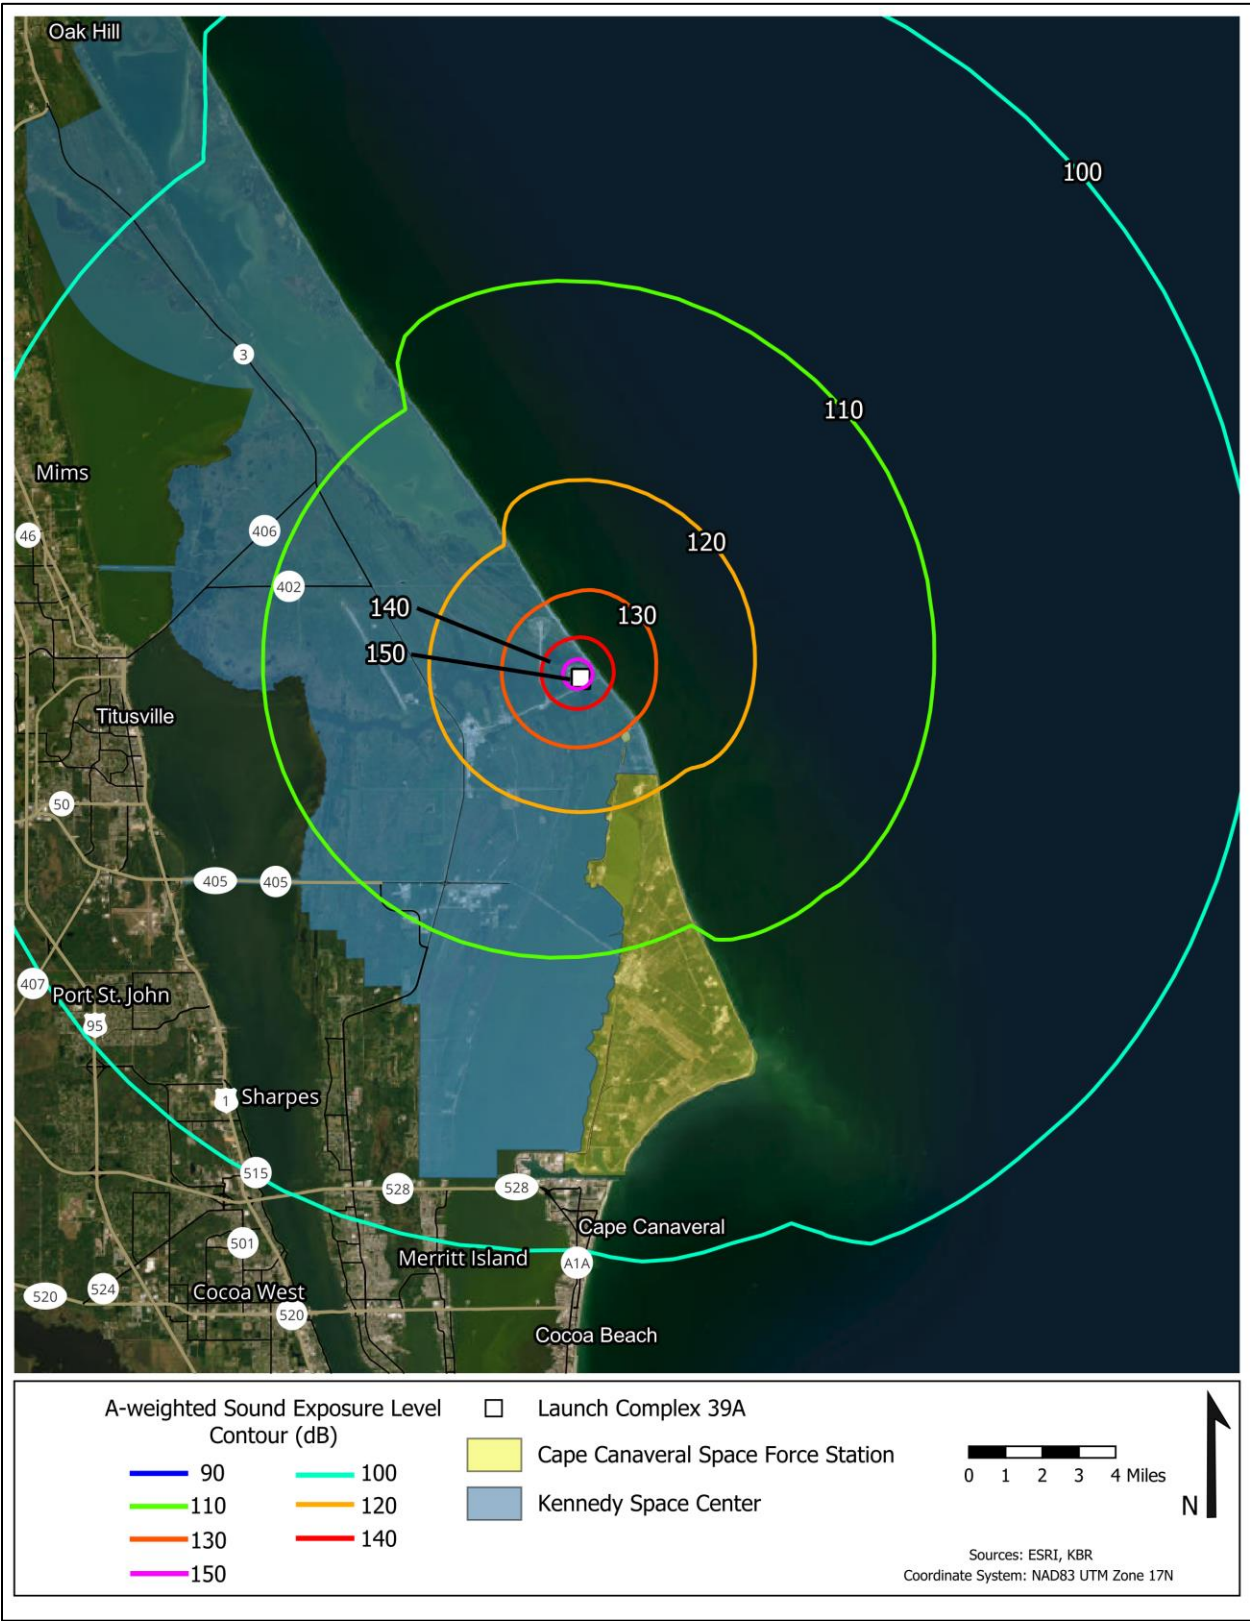 Oak Hill
100
3
110
Mims
406
46
120
402
140
130
150
Titusville
50
405
405
407
Port St. John
95
1
Sharpes
515
528
528
Cape Canaveral
501
Merritt Island
A1A
524
520
Cocoa West
520
Cocoa Beach
A-weighted Sound Exposure Level
Contour (dB)
90
100
110
120
130
140
150
Launch Complex 39A
Cape Canaveral Space Force Station
Kennedy Space Center
0 1 2 3 4 Miles
N
Sources: ESRI, KBR
Coordinate System: NAD83 UTM Zone 17N